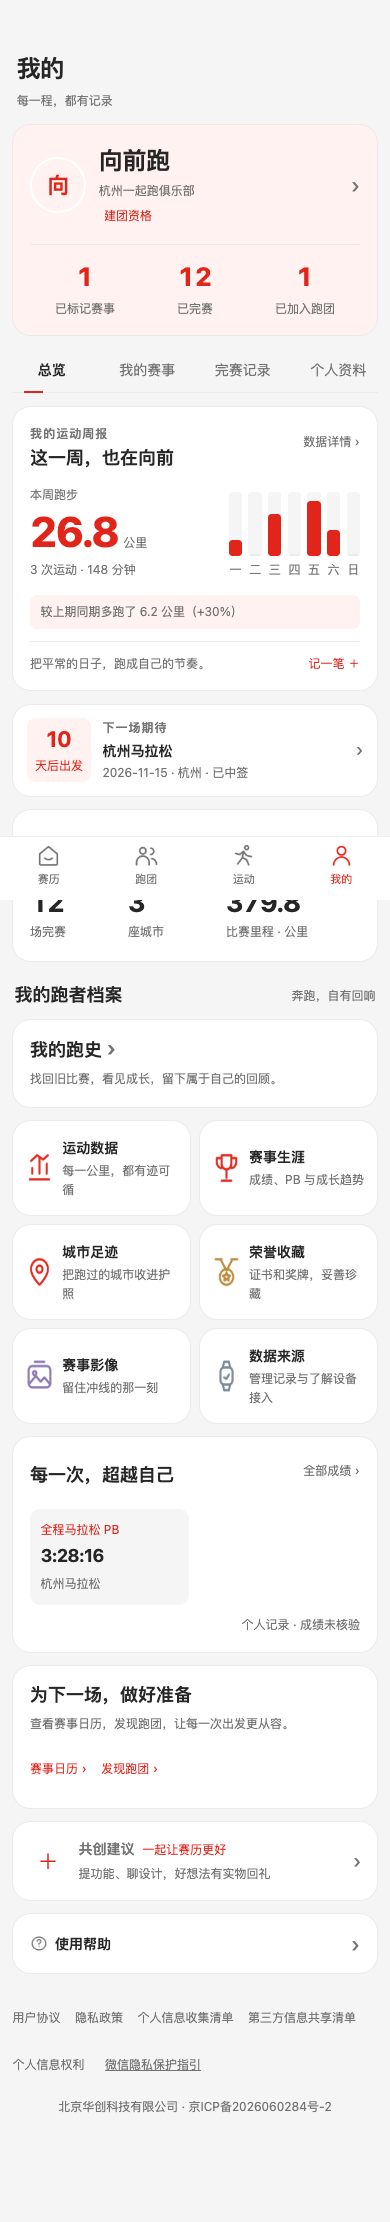 我的
每一程，都有记录
向
向前跑
杭州一起跑俱乐部
建团资格
›
1 12 1
已标记赛事 已完赛 已加入跑团
总览 我的赛事 完赛记录 个人资料
我的运动周报
这一周，也在向前
数据详情 ›
本周跑步
26.8 公里
3 次运动 · 148 分钟
一 二 三 四 五 六 日
较上期同期多跑了 6.2 公里（+30%）
把平常的日子，跑成自己的节奏。
记一笔 ＋
10
天后出发
下一场期待
杭州马拉松
2026-11-15 · 杭州 · 已中签
›
赛历 跑团 运动 我的
12 3 379.8
场完赛 座城市 比赛里程 · 公里
我的跑者档案
奔跑，自有回响
我的跑史 ›
找回旧比赛，看见成长，留下属于自己的回顾。
运动数据
每一公里，都有迹可
循
赛事生涯
成绩、PB 与成长趋势
城市足迹
把跑过的城市收进护
照
荣誉收藏
证书和奖牌，妥善珍
藏
赛事影像
留住冲线的那一刻
数据来源
管理记录与了解设备
接入
每一次，超越自己
全部成绩 ›
全程马拉松 PB
3:28:16
杭州马拉松
个人记录 · 成绩未核验
为下一场，做好准备
查看赛事日历，发现跑团，让每一次出发更从容。
赛事日历 › 发现跑团 ›
共创建议 一起让赛历更好
提功能、聊设计，好想法有实物回礼
›
使用帮助
›
用户协议 隐私政策 个人信息收集清单 第三方信息共享清单
个人信息权利 微信隐私保护指引
北京华创科技有限公司 · 京ICP备2026060284号-2